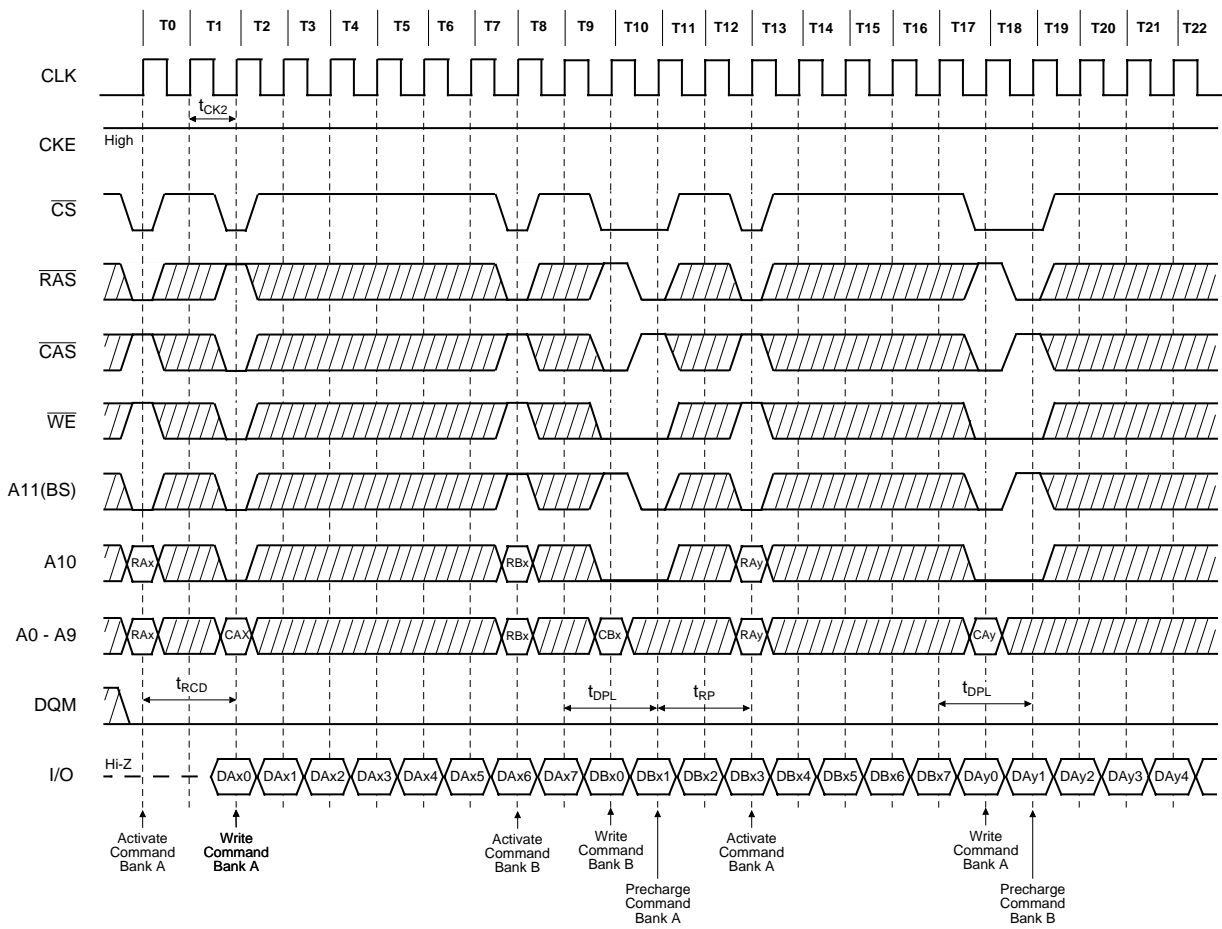 T0 T1 T2 T3 T4 T5 T6 T7 T8 T9 T10 T11 T12 T13 T14 T15 T16 T17 T18 T19 T20 T21 T22
CLK
tCK2
CKE High
CS
RAS
CAS
WE
A11(BS)
A10 RAx RBx RAy
A0 - A9 RAx CAX RBx CBx RAy CAy
tRCD tDPL tRP tDPL
DQM
I/O Hi-Z DAx0 DAx1 DAx2 DAx3 DAx4 DAx5 DAx6 DAx7 DBx0 DBx1 DBx2 DBx3 DBx4 DBx5 DBx6 DBx7 DAy0 DAy1 DAy2 DAy3 DAy4
Activate
Command
Bank A
Write
Command
Bank A
Activate
Command
Bank B
Write
Command
Bank B
Precharge
Command
Bank A
Activate
Command
Bank A
Write
Command
Bank A
Precharge
Command
Bank B